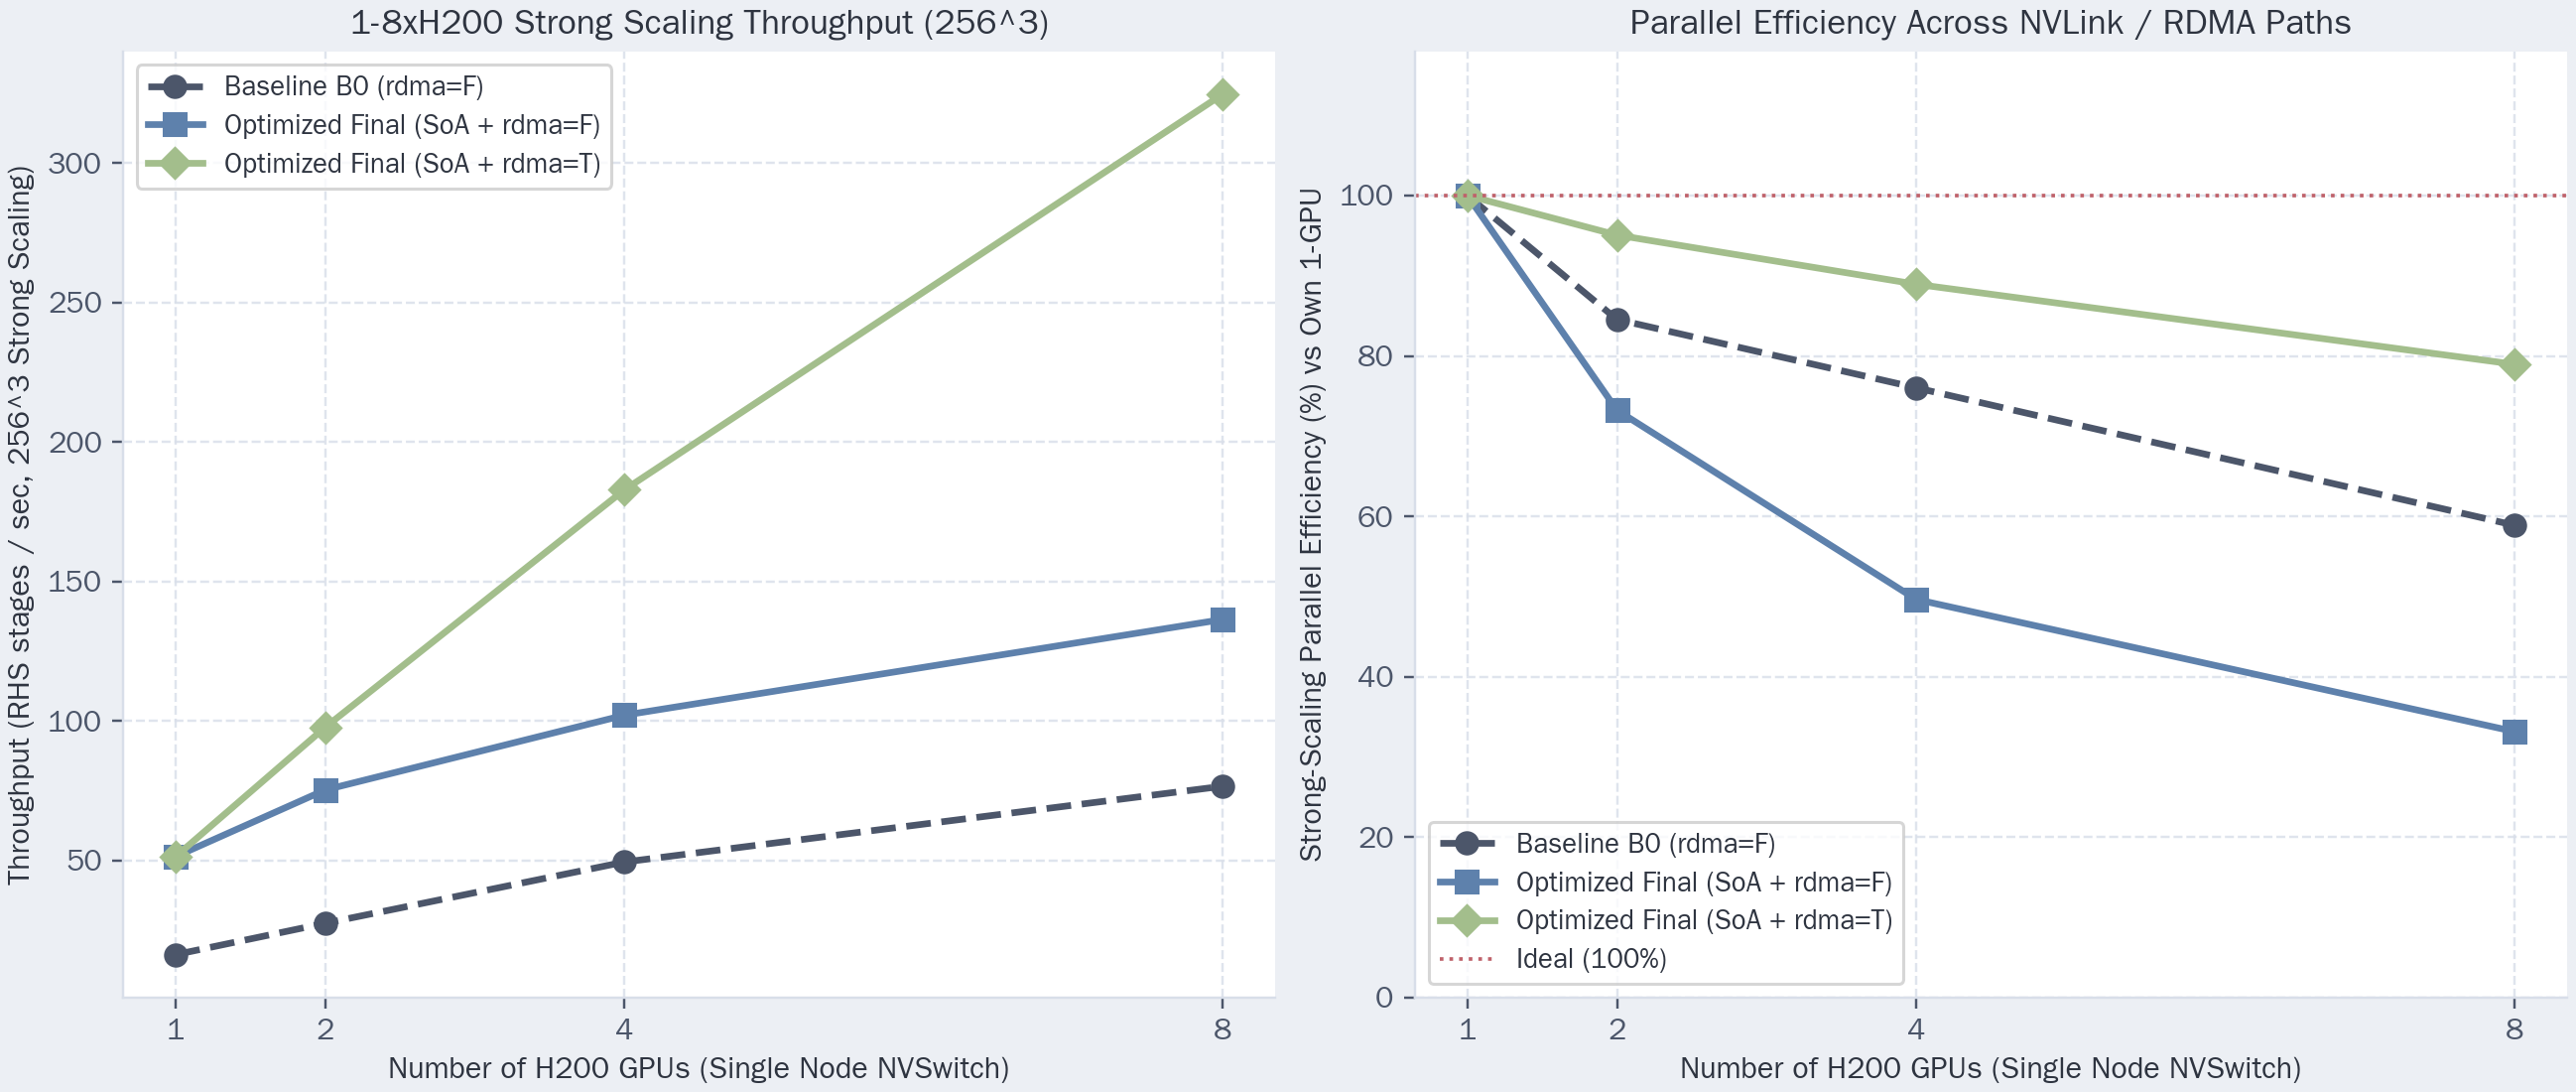 1-8xH200 Strong Scaling Throughput (256^3)
Throughput (RHS stages / sec, 256^3 Strong Scaling)
Baseline B0 (rdma=F)
Optimized Final (SoA + rdma=F)
Optimized Final (SoA + rdma=T)
300
250
200
150
100
50
1 2 4 8
Number of H200 GPUs (Single Node NVSwitch)
Parallel Efficiency Across NVLink / RDMA Paths
Strong-Scaling Parallel Efficiency (%) vs Own 1-GPU
100
80
60
40
20
0
Baseline B0 (rdma=F)
Optimized Final (SoA + rdma=F)
Optimized Final (SoA + rdma=T)
Ideal (100%)
1 2 4 8
Number of H200 GPUs (Single Node NVSwitch)